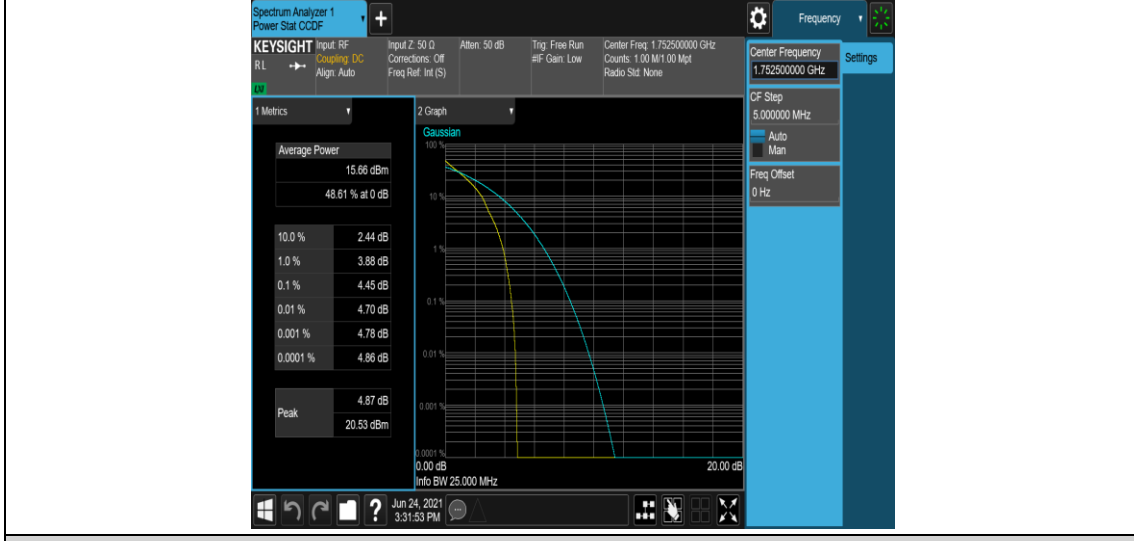 Spectrum Analyzer 1
Power Stat CCDF
Frequency
KEYSIGHT
RL
Input: RF
Coupling: DC
Align: Auto
Input Z: 50 Ω
Corrections: Off
Freq Ref: Int (S)
Atten: 50 dB
Trig: Free Run
#IF Gain: Low
Center Freq: 1.752500000 GHz
Counts: 1.00 M/1.00 Mpt
Radio Std: None
Center Frequency
1.752500000 GHz
Settings
CF Step
5.000000 MHz
Auto
Man
Freq Offset
0 Hz
1 Metrics
Average Power
15.66 dBm
48.61 % at 0 dB
10.0 % 2.44 dB
1.0 % 3.88 dB
0.1 % 4.45 dB
0.01 % 4.70 dB
0.001 % 4.78 dB
0.0001 % 4.86 dB
Peak
4.87 dB
20.53 dBm
2 Graph
Gaussian
100 %
10 %
1 %
0.1 %
0.01 %
0.001 %
0.0001 %
0.00 dB 20.00 dB
Info BW 25.000 MHz
?
Jun 24, 2021
3:31:53 PM